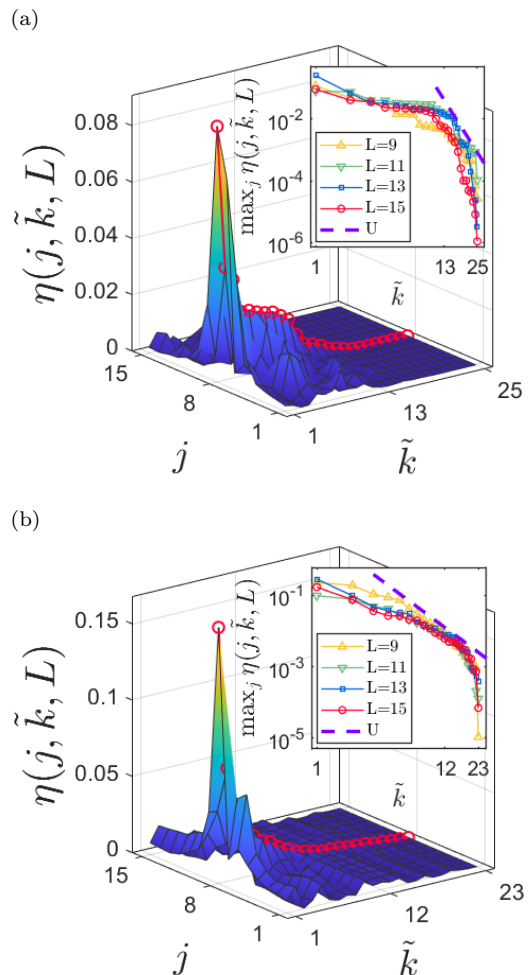 (a)
η(j, k̃, L)
0.08
0.06
0.04
0.02
0
15
8
1
j
1
13
25
k̃
max_j η(j, k̃, L)
10^-2
10^-4
10^-6
1
13
25
k̃
L=9
L=11
L=13
L=15
U
(b)
η(j, k̃, L)
0.15
0.1
0.05
0
15
8
1
j
1
12
23
k̃
max_j η(j, k̃, L)
10^-1
10^-3
10^-5
1
12
23
k̃
L=9
L=11
L=13
L=15
U